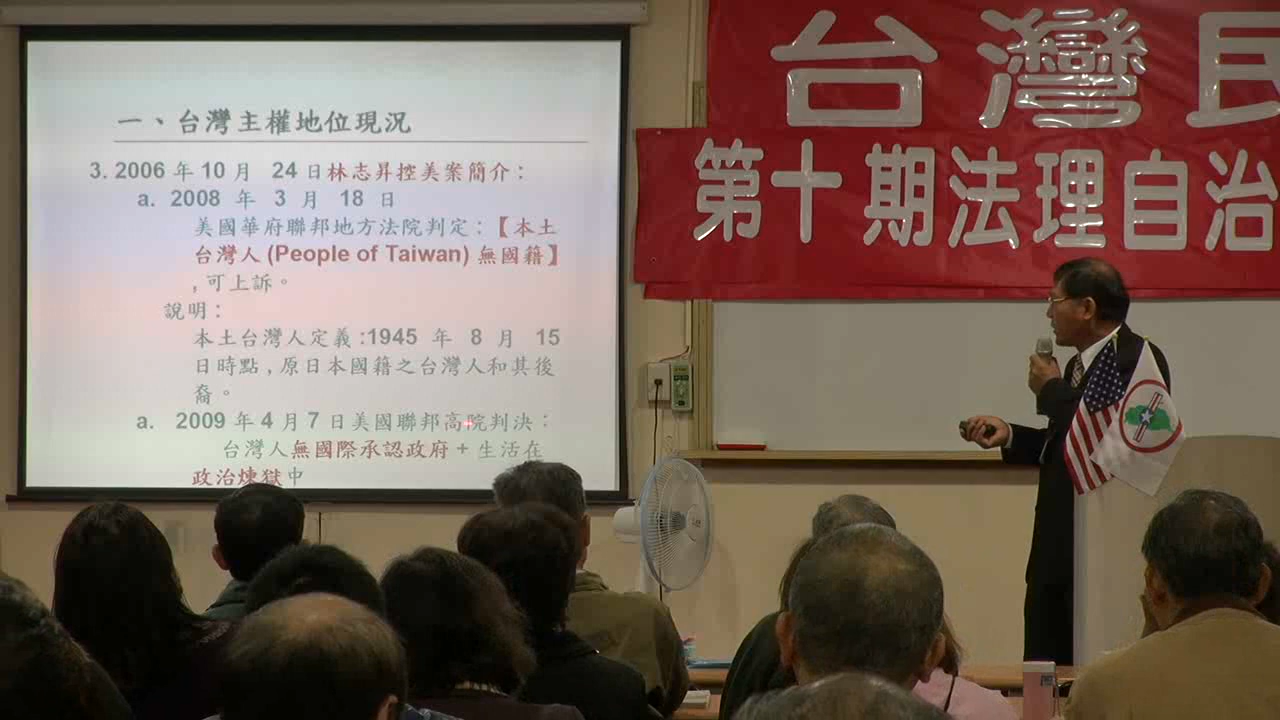 一、台灣主權地位現況
3. 2006 年 10 月 24 日林志昇控美案簡介：
a. 2008 年 3 月 18 日
美國華府聯邦地方法院判定：【本土
台灣人 (People of Taiwan) 無國籍】
，可上訴。
說明：
本土台灣人定義：1945 年 8 月 15
日時點，原日本國籍之台灣人和其後
裔。
a. 2009 年 4 月 7 日美國聯邦高院判決：
台灣人無國際承認政府＋生活在
政治煉獄中
台灣民
第十期法理自治